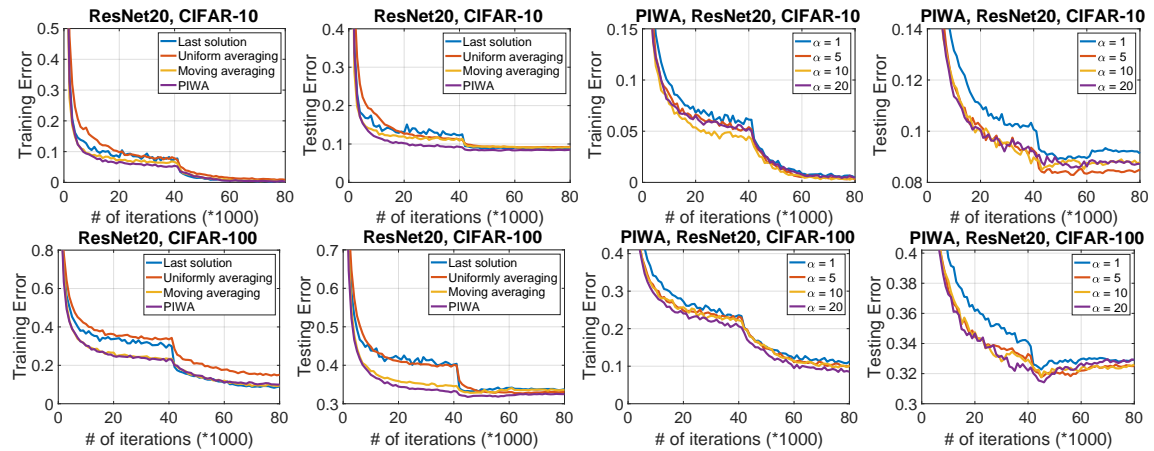 ResNet20, CIFAR-10
Training Error
0.5
0.4
0.3
0.2
0.1
0
0 20 40 60 80
# of iterations (*1000)
Last solution
Uniform averaging
Moving averaging
PIWA
ResNet20, CIFAR-10
Testing Error
0.4
0.3
0.2
0.1
0
0 20 40 60 80
# of iterations (*1000)
Last solution
Uniform averaging
Moving averaging
PIWA
PIWA, ResNet20, CIFAR-10
Training Error
0.15
0.1
0.05
0
0 20 40 60 80
# of iterations (*1000)
α = 1
α = 5
α = 10
α = 20
PIWA, ResNet20, CIFAR-10
Testing Error
0.14
0.12
0.1
0.08
0 20 40 60 80
# of iterations (*1000)
α = 1
α = 5
α = 10
α = 20
ResNet20, CIFAR-100
Training Error
0.8
0.6
0.4
0.2
0
0 20 40 60 80
# of iterations (*1000)
Last solution
Uniformly averaging
Moving averaging
PIWA
ResNet20, CIFAR-100
Testing Error
0.7
0.6
0.5
0.4
0.3
0 20 40 60 80
# of iterations (*1000)
Last solution
Uniformly averaging
Moving averaging
PIWA
PIWA, ResNet20, CIFAR-100
Training Error
0.4
0.3
0.2
0.1
0
0 20 40 60 80
# of iterations (*1000)
α = 1
α = 5
α = 10
α = 20
PIWA, ResNet20, CIFAR-100
Testing Error
0.4
0.38
0.36
0.34
0.32
0.3
0 20 40 60 80
# of iterations (*1000)
α = 1
α = 5
α = 10
α = 20